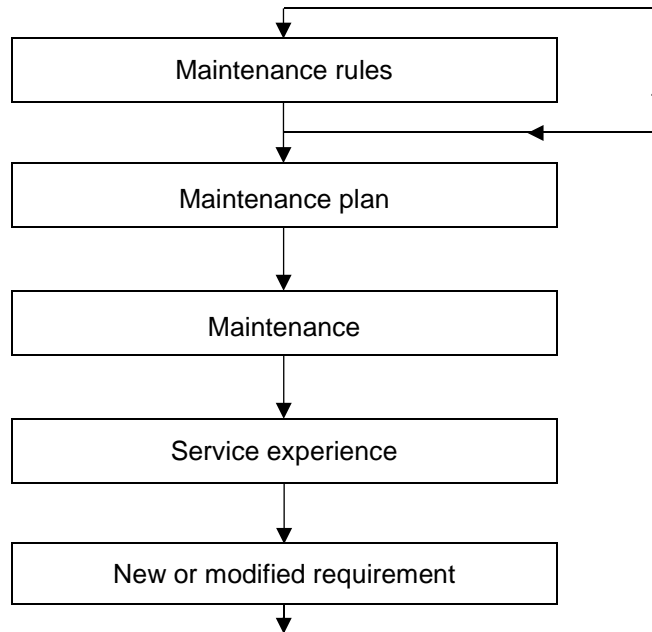 Maintenance rules
Maintenance plan
Maintenance
Service experience
New or modified requirement